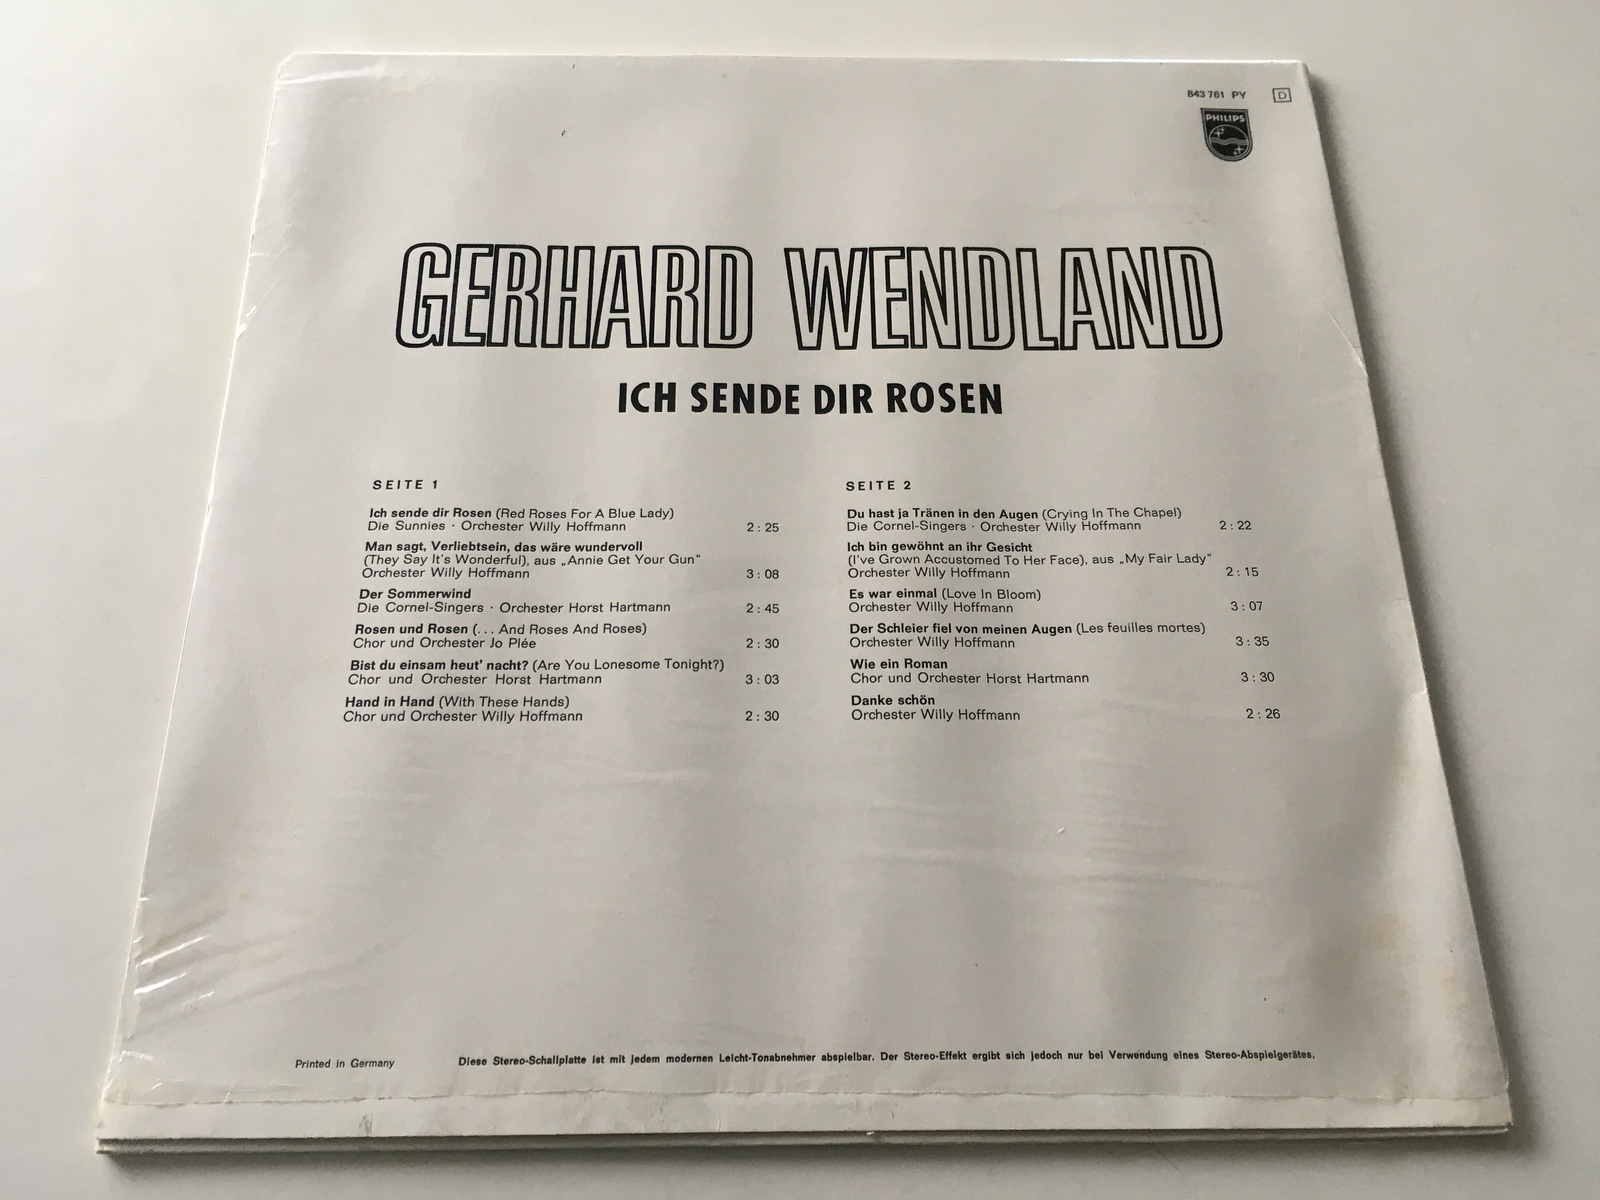 843 761 PY D
PHILIPS
GERHARD WENDLAND
ICH SENDE DIR ROSEN
SEITE 1
Ich sende dir Rosen (Red Roses For A Blue Lady)
Die Sunnies · Orchester Willy Hoffmann 2 : 25
Man sagt, Verliebtsein, das wäre wundervoll
(They Say It's Wonderful), aus „Annie Get Your Gun"
Orchester Willy Hoffmann 3 : 08
Der Sommerwind
Die Cornel-Singers · Orchester Horst Hartmann 2 : 45
Rosen und Rosen (... And Roses And Roses)
Chor und Orchester Jo Plée 2 : 30
Bist du einsam heut' nacht? (Are You Lonesome Tonight?)
Chor und Orchester Horst Hartmann 3 : 03
Hand in Hand (With These Hands)
Chor und Orchester Willy Hoffmann 2 : 30
SEITE 2
Du hast ja Tränen in den Augen (Crying In The Chapel)
Die Cornel-Singers · Orchester Willy Hoffmann 2 : 22
Ich bin gewöhnt an ihr Gesicht
(I've Grown Accustomed To Her Face), aus „My Fair Lady"
Orchester Willy Hoffmann 2 : 15
Es war einmal (Love In Bloom)
Orchester Willy Hoffmann 3 : 07
Der Schleier fiel von meinen Augen (Les feuilles mortes)
Orchester Willy Hoffmann 3 : 35
Wie ein Roman
Chor und Orchester Horst Hartmann 3 : 30
Danke schön
Orchester Willy Hoffmann 2 : 26
Printed in Germany Diese Stereo-Schallplatte ist mit jedem modernen Leicht-Tonabnehmer abspielbar. Der Stereo-Effekt ergibt sich jedoch nur bei Verwendung eines Stereo-Abspielgerätes.